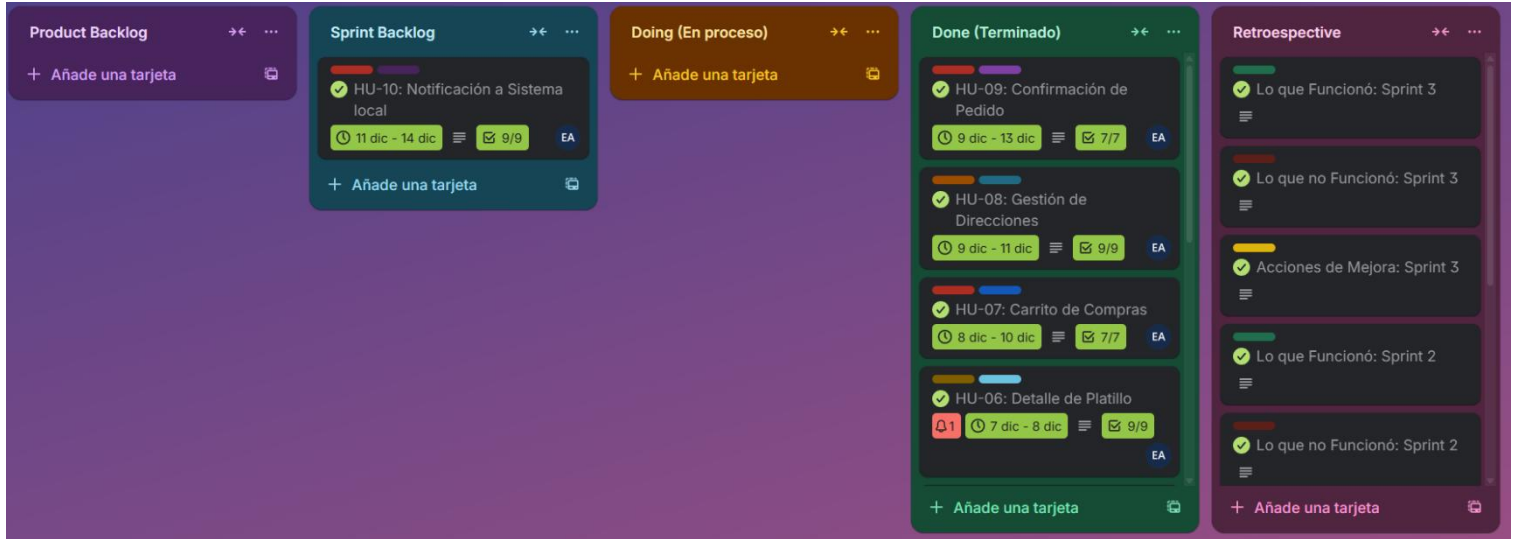 Product Backlog
Añade una tarjeta
Sprint Backlog
HU-10: Notificación a Sistema
local
11 dic - 14 dic
9/9
EA
Añade una tarjeta
Doing (En proceso)
Añade una tarjeta
Done (Terminado)
HU-09: Confirmación de
Pedido
9 dic - 13 dic
7/7
EA
HU-08: Gestión de
Direcciones
9 dic - 11 dic
9/9
EA
HU-07: Carrito de Compras
8 dic - 10 dic
7/7
EA
HU-06: Detalle de Platillo
1
7 dic - 8 dic
9/9
EA
Añade una tarjeta
Retroespective
Lo que Funcionó: Sprint 3
Lo que no Funcionó: Sprint 3
Acciones de Mejora: Sprint 3
Lo que Funcionó: Sprint 2
Lo que no Funcionó: Sprint 2
Añade una tarjeta